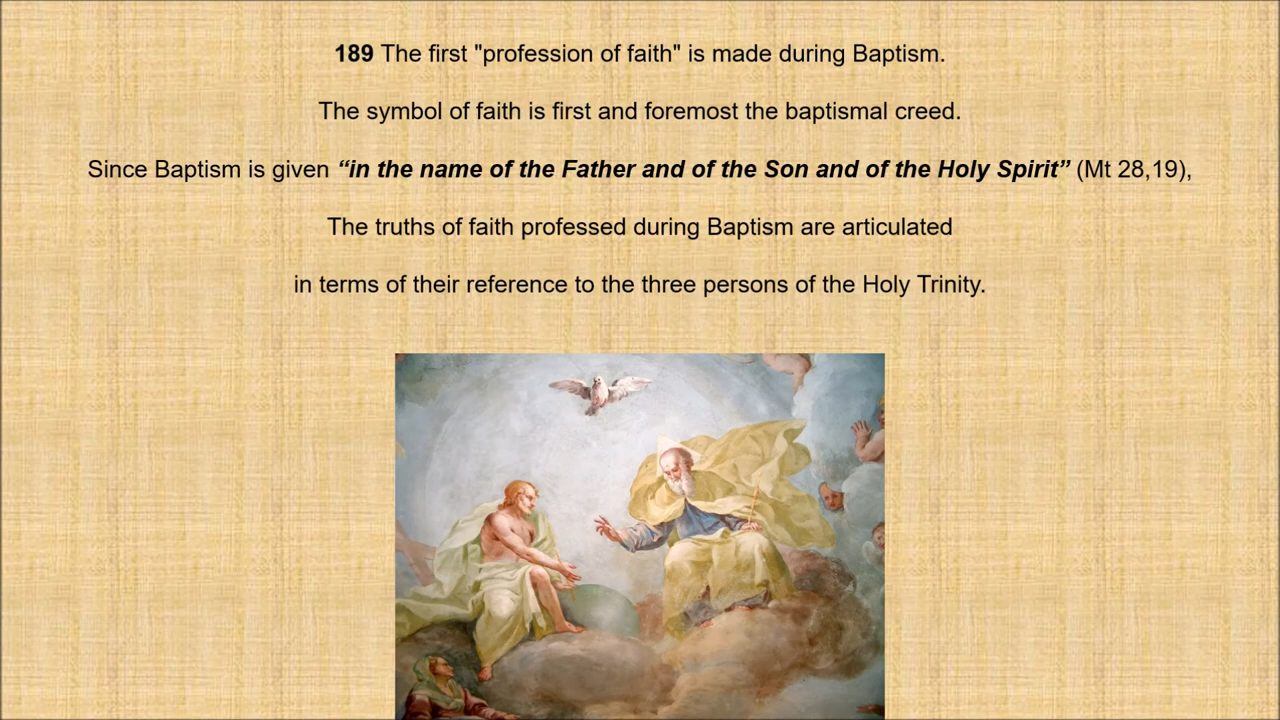 189 The first "profession of faith" is made during Baptism.
The symbol of faith is first and foremost the baptismal creed.
Since Baptism is given “in the name of the Father and of the Son and of the Holy Spirit” (Mt 28,19),
The truths of faith professed during Baptism are articulated
in terms of their reference to the three persons of the Holy Trinity.